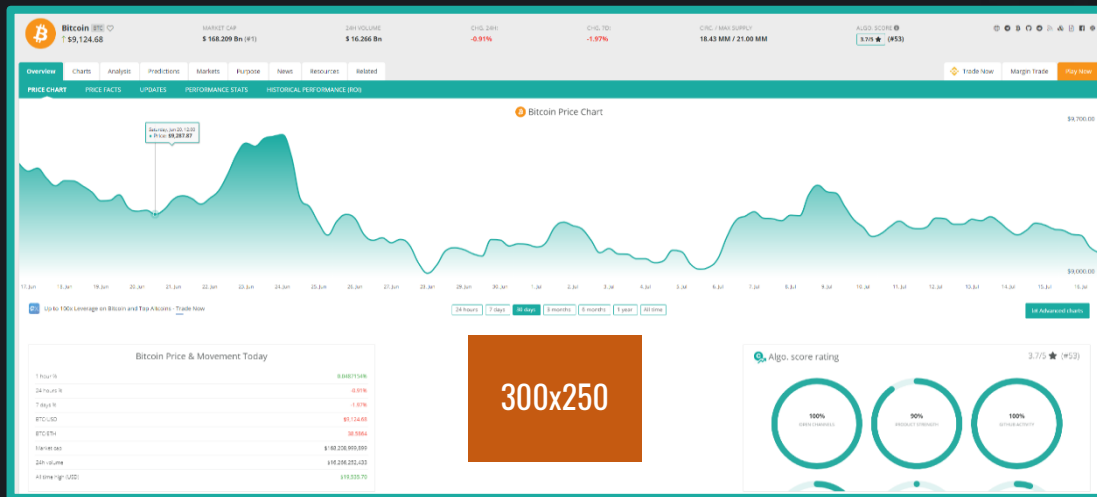 Bitcoin BTC
↑ $9,124.68
MARKET CAP
$ 168.209 Bn (#1)
24H VOLUME
$ 16.266 Bn
CHG. 24H:
-0.91%
CHG. 7D:
-1.97%
CIRC. / MAX SUPPLY
18.43 MM / 21.00 MM
ALGO. SCORE
3.7/5 ★ (#53)
Overview Charts Analysis Predictions Markets Purpose News Resources Related
Trade Now Margin Trade Play Now
PRICE CHART PRICE FACTS UPDATES PERFORMANCE STATS HISTORICAL PERFORMANCE (ROI)
Bitcoin Price Chart
$9,700.00
Price: $9,287.87
$9,000.00
17. Jun 18. Jun 19. Jun 20. Jun 21. Jun 22. Jun 23. Jun 24. Jun 25. Jun 26. Jun 27. Jun 28. Jun 29. Jun 30. Jun 1. Jul 2. Jul 3. Jul 4. Jul 5. Jul 6. Jul 7. Jul 8. Jul 9. Jul 10. Jul 11. Jul 12. Jul 13. Jul 14. Jul 15. Jul 16. Jul
Up to 100x Leverage on Bitcoin and Top Altcoins - Trade Now
24 hours 7 days 30 days 3 months 6 months 1 year All time
Advanced charts
Bitcoin Price & Movement Today
1 hour %
24 hours % -0.91%
7 days % -1.97%
BTC-USD $9,124.68
BTC-ETH
Market cap
24h volume
All time high (USD)
300x250
Algo. score rating
3.7/5 ★ (#53)
100%
OPEN CHANNELS
90%
PRODUCT STRENGTH
100%
GITHUB ACTIVITY